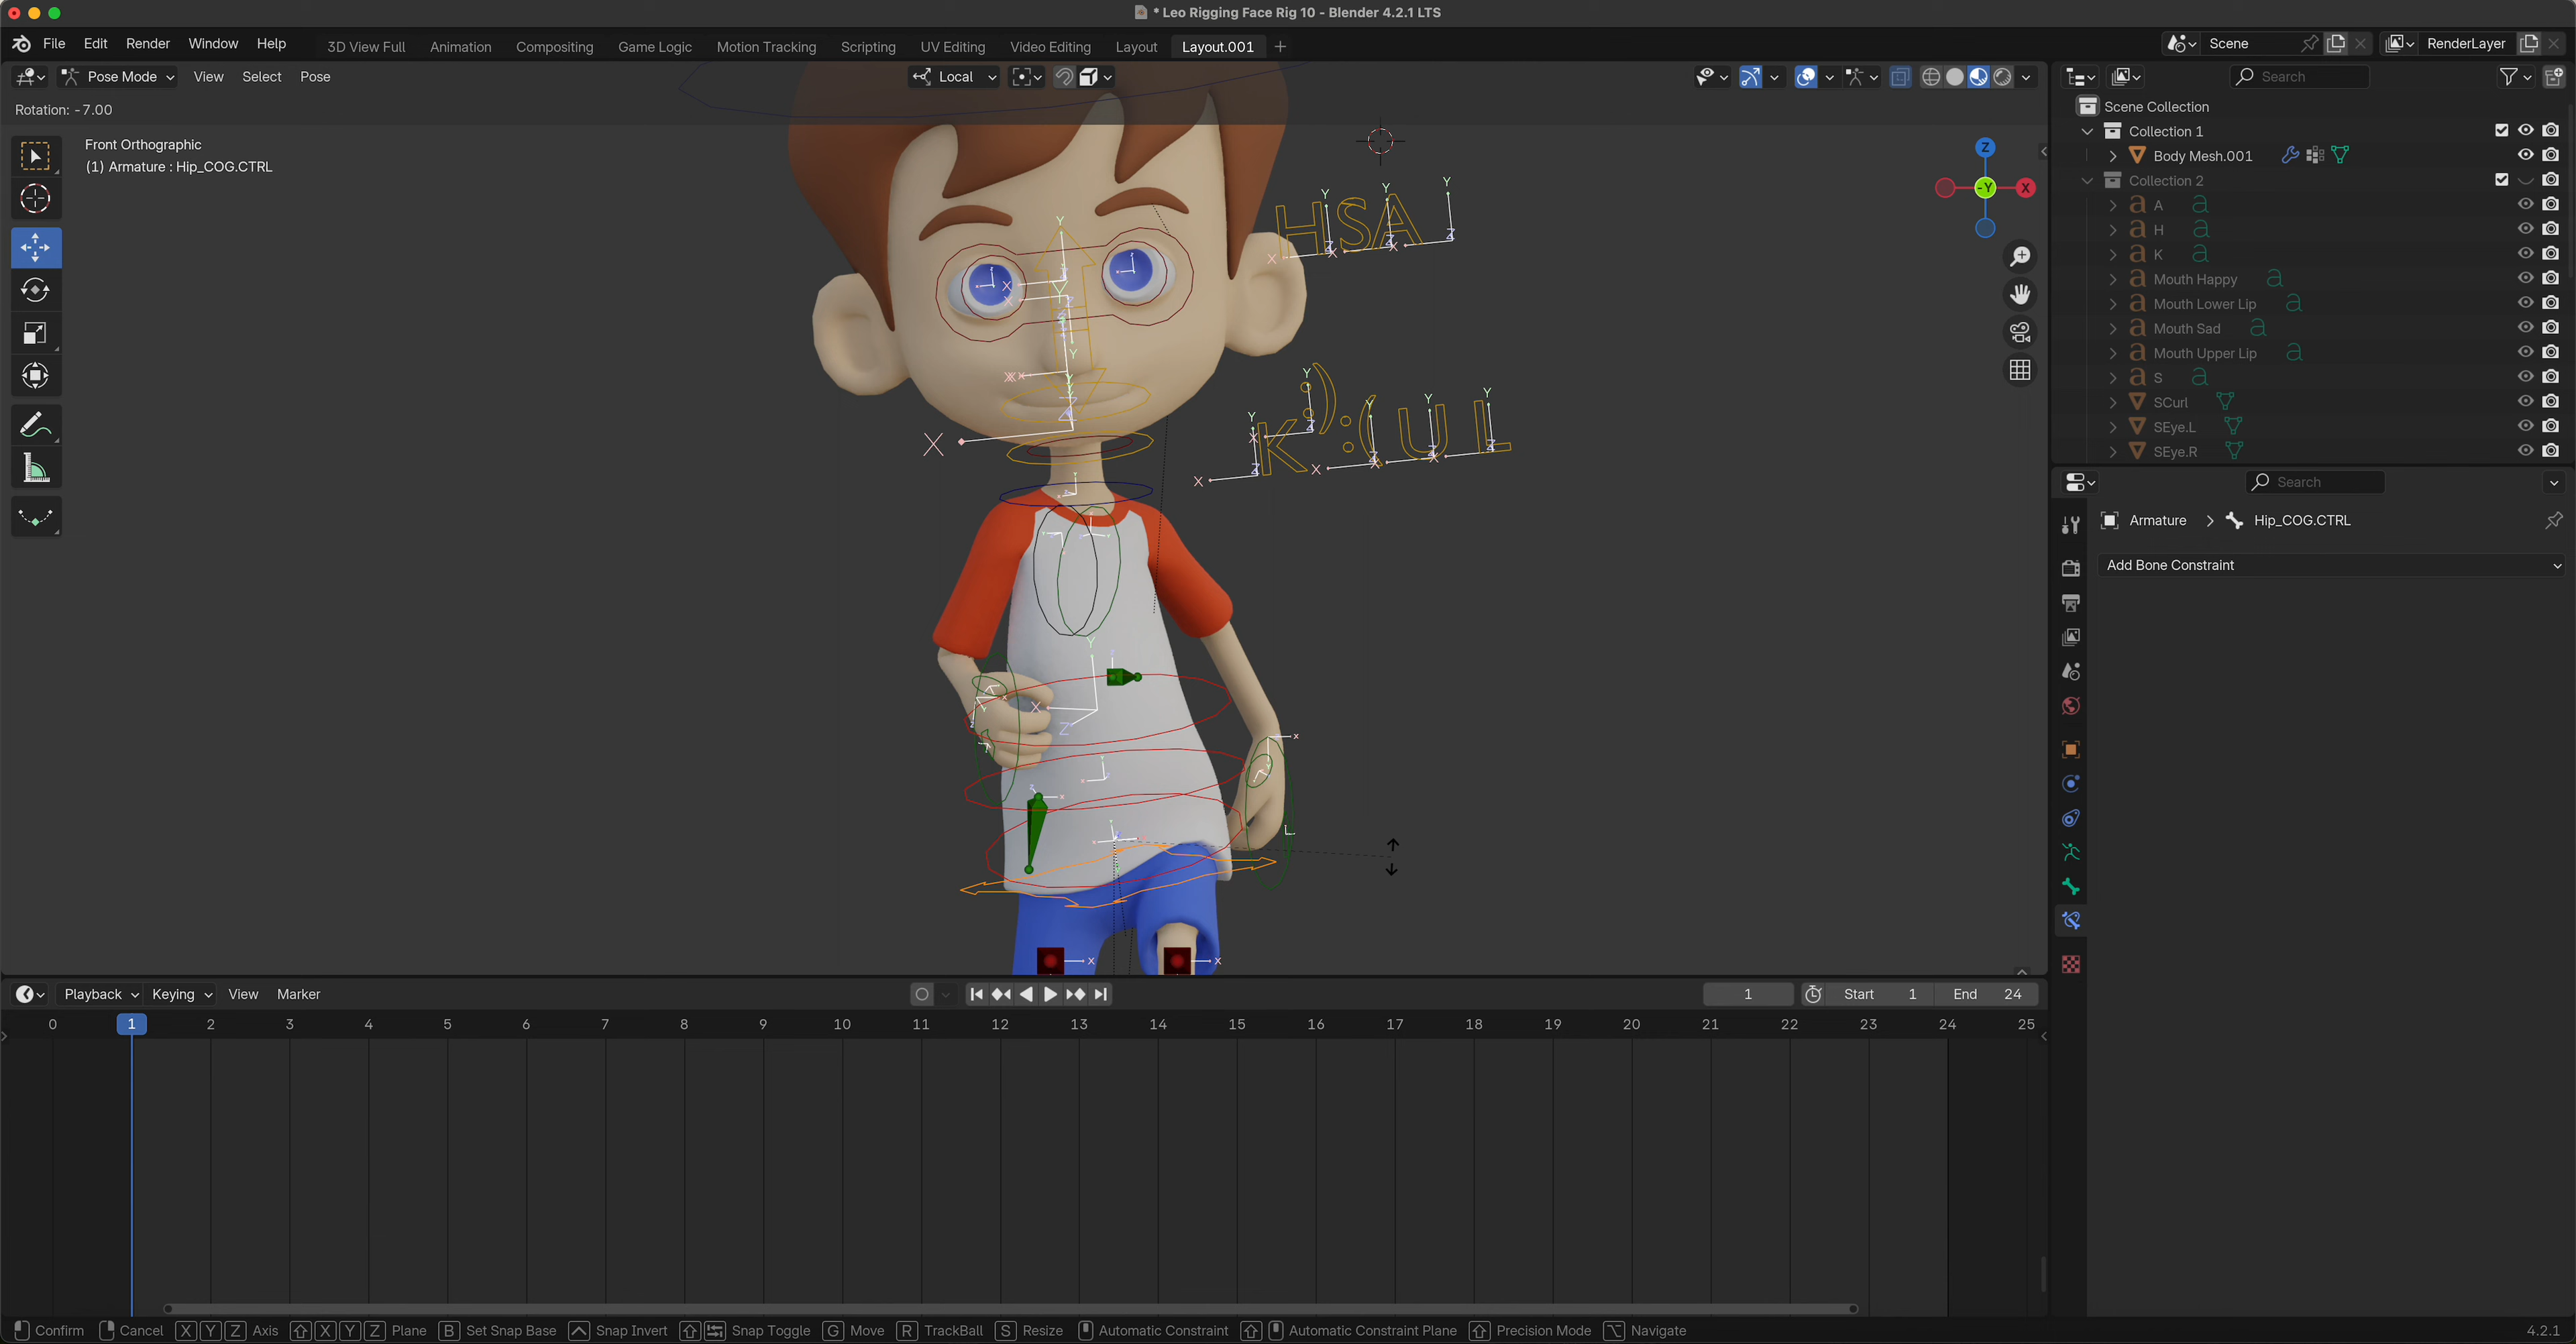 * Leo Rigging Face Rig 10 - Blender 4.2.1 LTS
File Edit Render Window Help 3D View Full Animation Compositing Game Logic Motion Tracking Scripting UV Editing Video Editing Layout Layout.001 + Scene RenderLayer
Pose Mode View Select Pose Local Search
Rotation: -7.00
Front Orthographic
(1) Armature : Hip_COG.CTRL
Z
-Y X
H S A
K :) :( U L
Scene Collection
Collection 1
Body Mesh.001
Collection 2
A a
H a
K a
Mouth Happy a
Mouth Lower Lip a
Mouth Sad a
Mouth Upper Lip a
S a
SCurl
SEye.L
SEye.R
Search
Armature > Hip_COG.CTRL
Add Bone Constraint
Playback Keying View Marker 1 Start 1 End 24
0 1 2 3 4 5 6 7 8 9 10 11 12 13 14 15 16 17 18 19 20 21 22 23 24 25
Confirm Cancel X Y Z Axis X Y Z Plane B Set Snap Base Snap Invert Snap Toggle G Move R TrackBall S Resize Automatic Constraint Automatic Constraint Plane Precision Mode Navigate 4.2.1